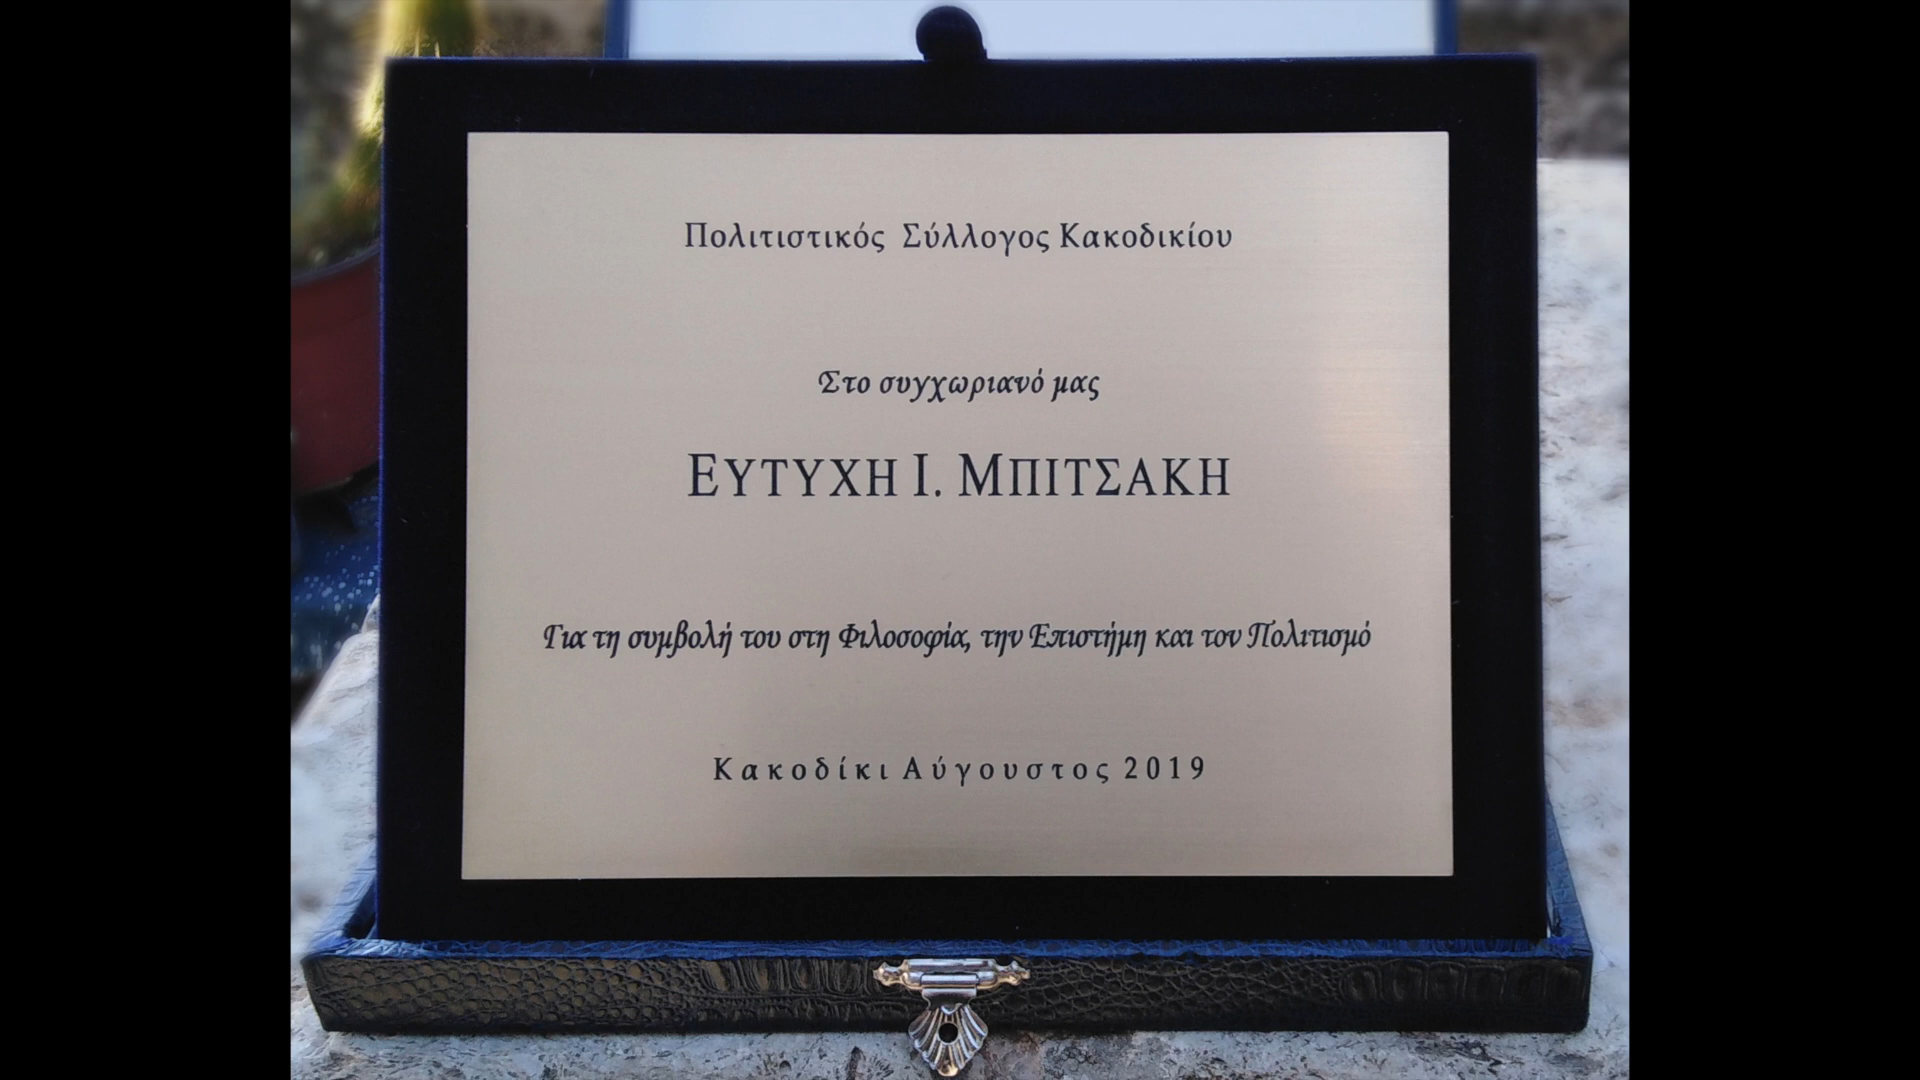 Πολιτιστικός Σύλλογος Κακοδικίου
Στο συγχωριανό μας
ΕΥΤΥΧΗ Ι. ΜΠΙΤΣΑΚΗ
Για τη συμβολή του στη Φιλοσοφία, την Επιστήμη και τον Πολιτισμό
Κακοδίκι Αύγουστος 2019